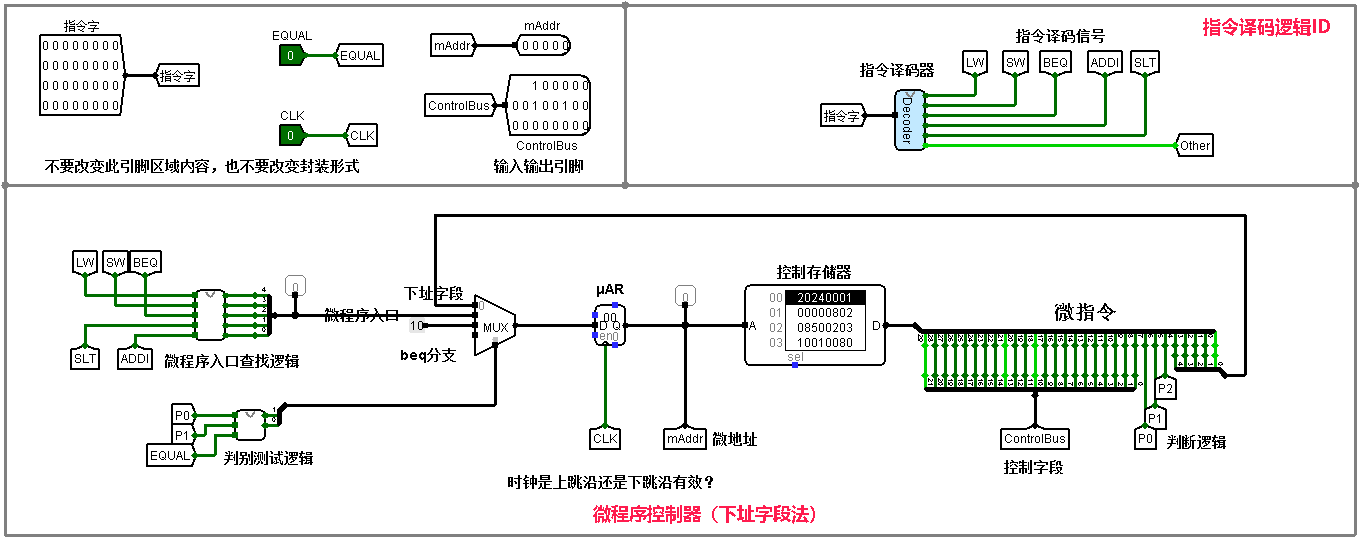 指令字
00000000
00000000
00000000
00000000
指令字
EQUAL
0
EQUAL
CLK
0
CLK
不要改变此引脚区域内容，也不要改变封装形式
mAddr
mAddr
00000
ControlBus
100000
00100100
00000000
ControlBus
输入输出引脚
指令译码逻辑ID
指令译码信号
指令译码器
LW
SW
BEQ
ADDI
SLT
指令字
Decoder
Other
LW
SW
BEQ
SLT
ADDI
微程序入口查找逻辑
4
3
2
1
0
0
微程序入口
下址字段
0
10
MUX
beq分支
P0
P1
EQUAL
1
0
判别测试逻辑
μAR
00
D Q
en0
CLK
0
mAddr
微地址
时钟是上跳沿还是下跳沿有效？
控制存储器
A
00 20240001
01 00000802
02 08500203
03 10010080
D
sel
微指令
ControlBus
控制字段
P2
P1
P0
判断逻辑
微程序控制器（下址字段法）